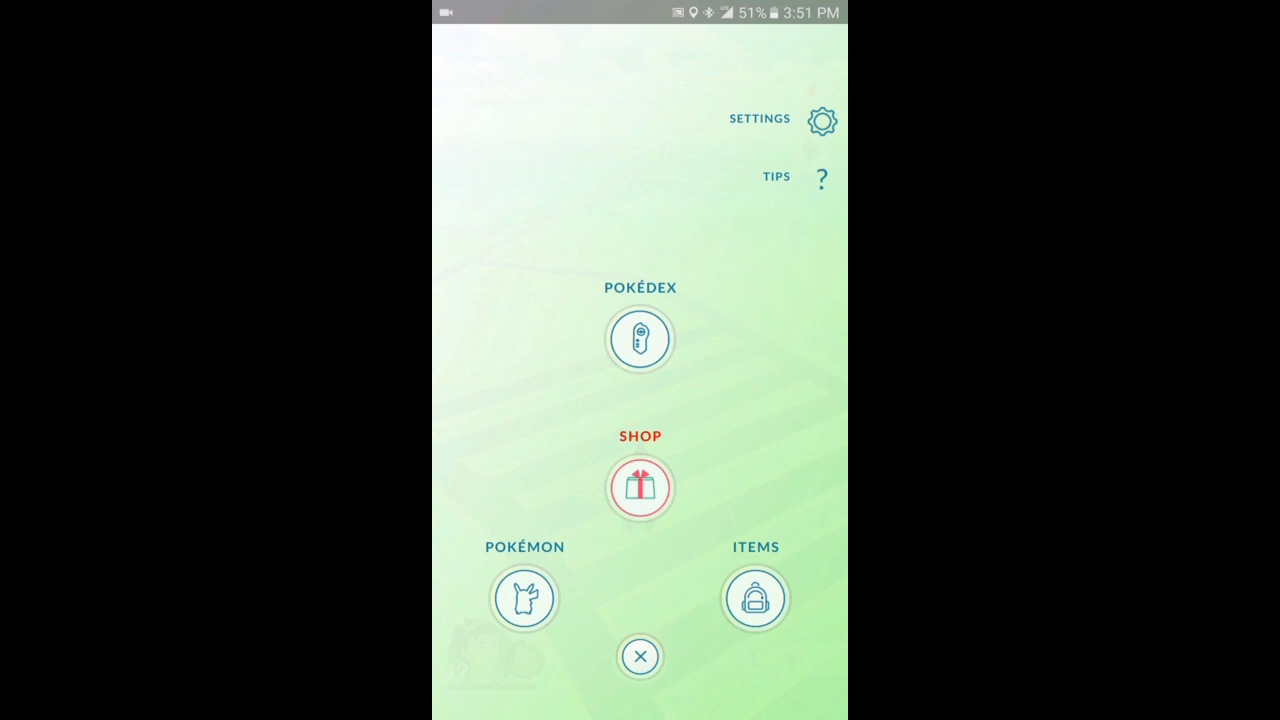 51% 3:51 PM
SETTINGS
TIPS
?
POKÉDEX
SHOP
POKÉMON
ITEMS